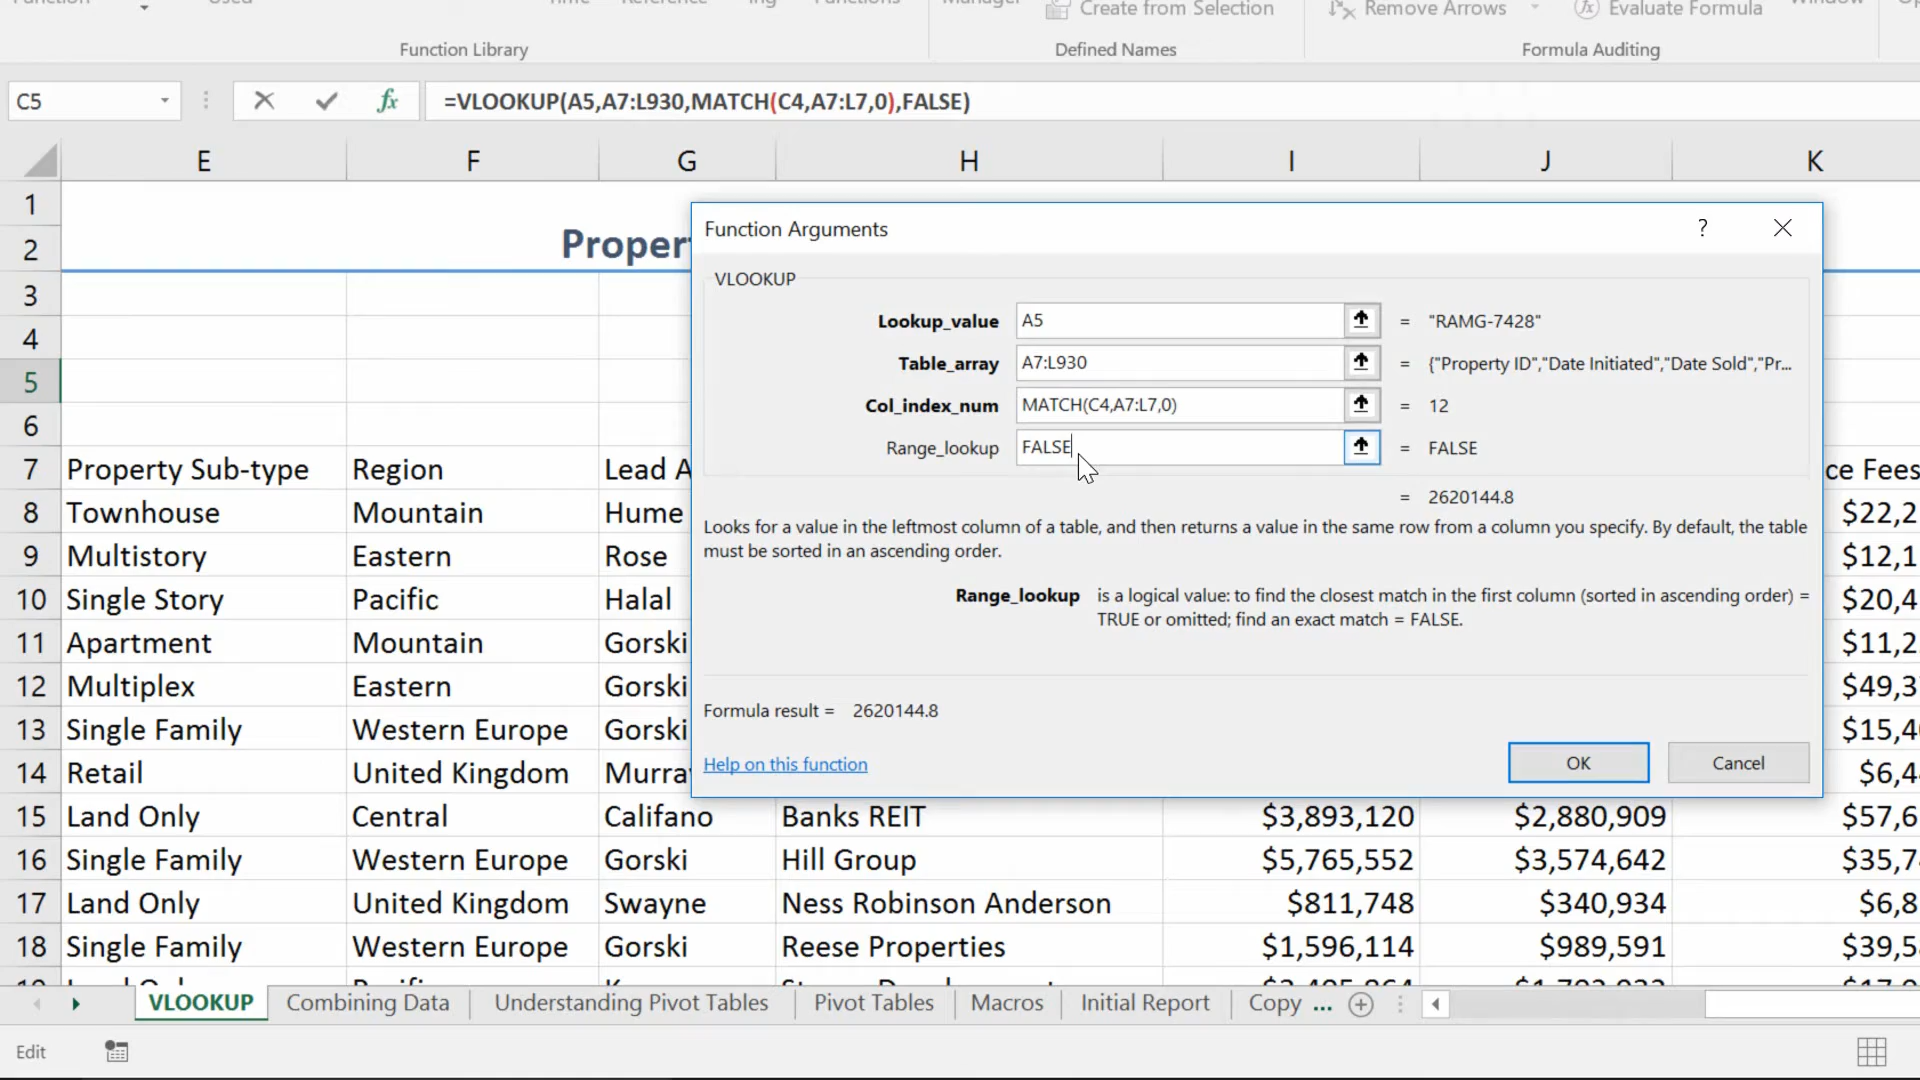 Create from Selection
Remove Arrows
Evaluate Formula
Function Library
Defined Names
Formula Auditing
C5
fx
=VLOOKUP(A5,A7:L930,MATCH(C4,A7:L7,0),FALSE)
E F G H I J K
1
2 Proper
3
4
5
6
7 Property Sub-type Region Lead A ce Fees
8 Townhouse Mountain Hume $22,2
9 Multistory Eastern Rose $12,1
10 Single Story Pacific Halal $20,4
11 Apartment Mountain Gorski $11,2
12 Multiplex Eastern Gorski $49,3
13 Single Family Western Europe Gorski $15,4
14 Retail United Kingdom Murra $6,4
15 Land Only Central Califano Banks REIT $3,893,120 $2,880,909 $57,6
16 Single Family Western Europe Gorski Hill Group $5,765,552 $3,574,642 $35,7
17 Land Only United Kingdom Swayne Ness Robinson Anderson $811,748 $340,934 $6,8
18 Single Family Western Europe Gorski Reese Properties $1,596,114 $989,591 $39,5
Function Arguments ?
VLOOKUP
Lookup_value A5 = "RAMG-7428"
Table_array A7:L930 = {"Property ID","Date Initiated","Date Sold","Pr...
Col_index_num MATCH(C4,A7:L7,0) = 12
Range_lookup FALSE = FALSE
= 2620144.8
Looks for a value in the leftmost column of a table, and then returns a value in the same row from a column you specify. By default, the table
must be sorted in an ascending order.
Range_lookup is a logical value: to find the closest match in the first column (sorted in ascending order) =
TRUE or omitted; find an exact match = FALSE.
Formula result = 2620144.8
Help on this function
OK Cancel
VLOOKUP Combining Data Understanding Pivot Tables Pivot Tables Macros Initial Report Copy ...
Edit